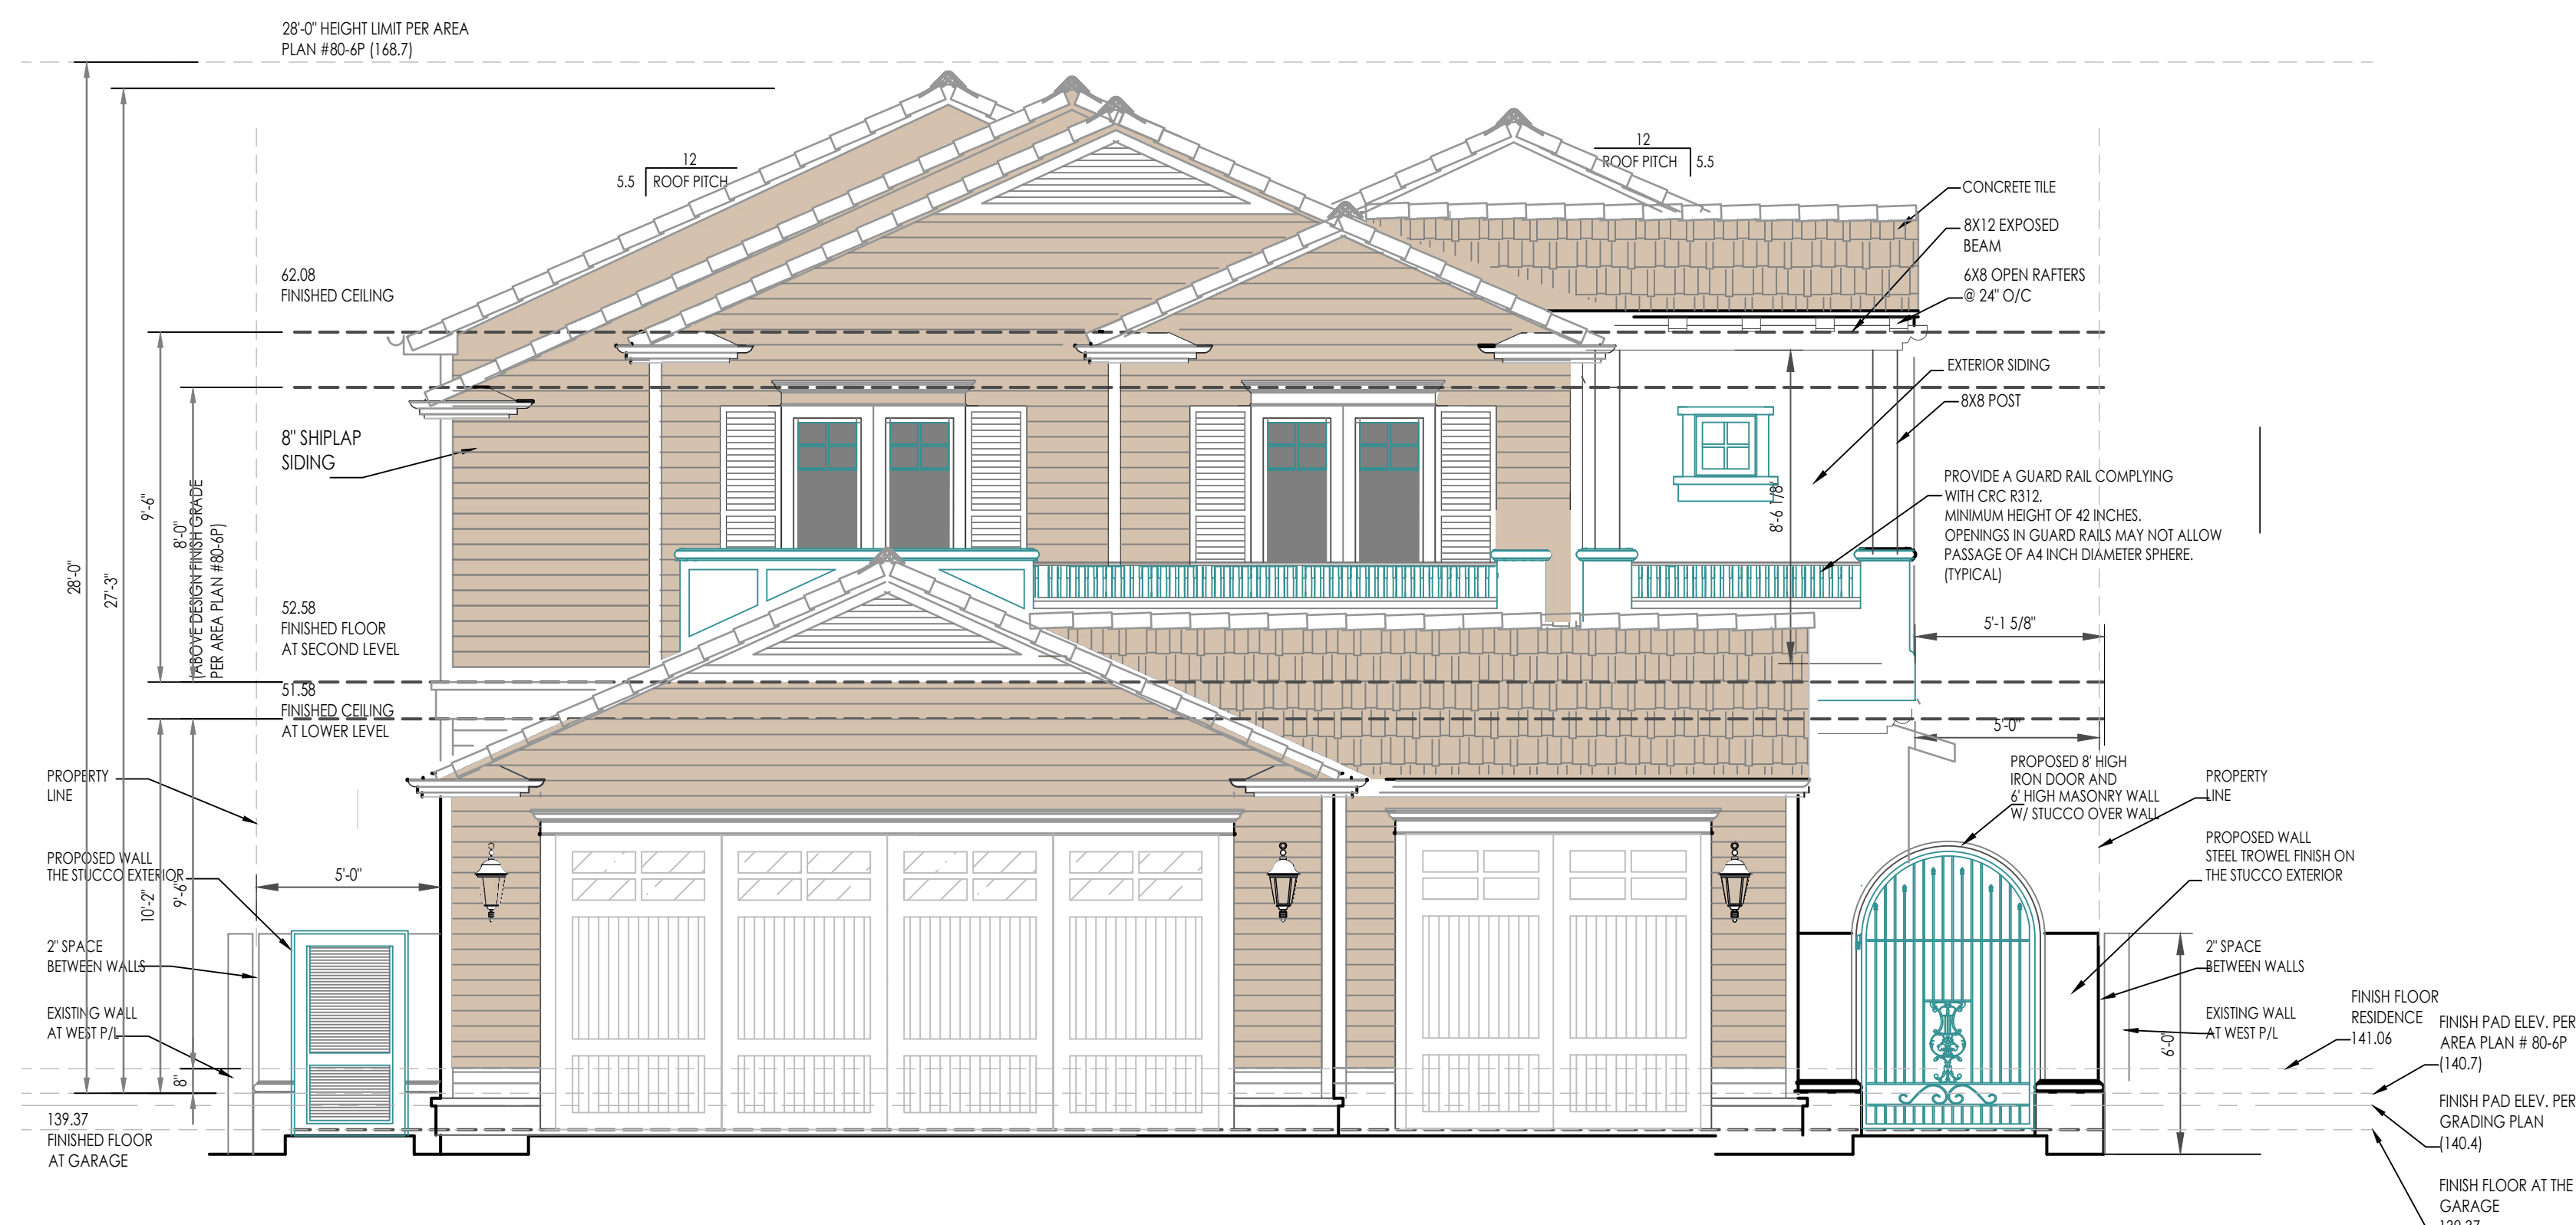 28'-0" HEIGHT LIMIT PER AREA
PLAN #80-6P (168.7)
12
5.5
ROOF PITCH
12
ROOF PITCH
5.5
CONCRETE TILE
8X12 EXPOSED
BEAM
6X8 OPEN RAFTERS
@ 24" O/C
62.08
FINISHED CEILING
EXTERIOR SIDING
8X8 POST
8" SHIPLAP
SIDING
PROVIDE A GUARD RAIL COMPLYING
WITH CRC R312.
MINIMUM HEIGHT OF 42 INCHES.
OPENINGS IN GUARD RAILS MAY NOT ALLOW
PASSAGE OF A4 INCH DIAMETER SPHERE.
(TYPICAL)
9'-6"
8'-0"
(ABOVE DESIGN FINISH GRADE
PER AREA PLAN #80-6P)
28'-0"
27'-3"
8'-6 1/8"
52.58
FINISHED FLOOR
AT SECOND LEVEL
5'-1 5/8"
51.58
FINISHED CEILING
AT LOWER LEVEL
5'-0"
PROPERTY
LINE
PROPOSED 8' HIGH
IRON DOOR AND
6' HIGH MASONRY WALL
W/ STUCCO OVER WALL
PROPERTY
LINE
PROPOSED WALL
THE STUCCO EXTERIOR
5'-0"
10'-2"
9'-6"
PROPOSED WALL
STEEL TROWEL FINISH ON
THE STUCCO EXTERIOR
2" SPACE
BETWEEN WALLS
2" SPACE
BETWEEN WALLS
EXISTING WALL
AT WEST P/L
EXISTING WALL
AT WEST P/L
6'-0"
8"
FINISH FLOOR
RESIDENCE
141.06
FINISH PAD ELEV. PER
AREA PLAN # 80-6P
(140.7)
139.37
FINISHED FLOOR
AT GARAGE
FINISH PAD ELEV. PER
GRADING PLAN
(140.4)
FINISH FLOOR AT THE
GARAGE
139.37